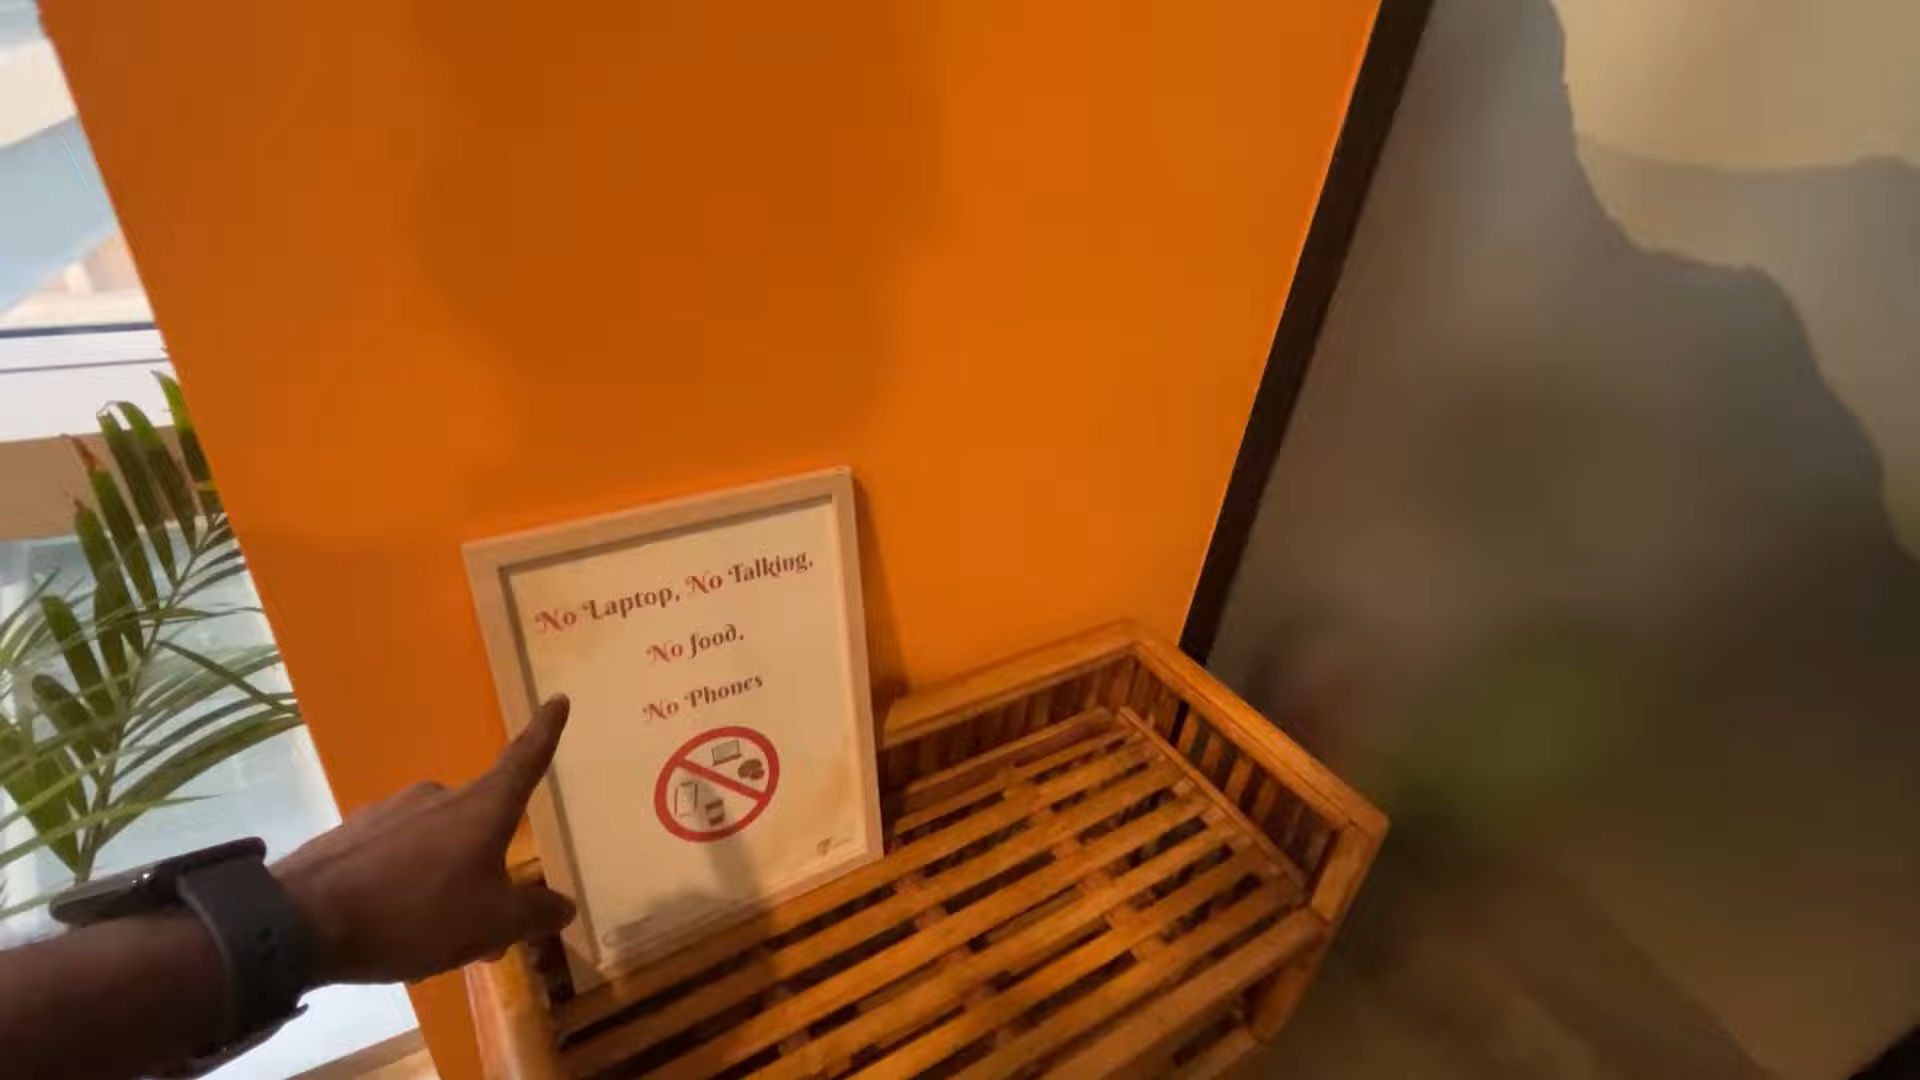 No Laptop, No Talking,
No food,
No Phones